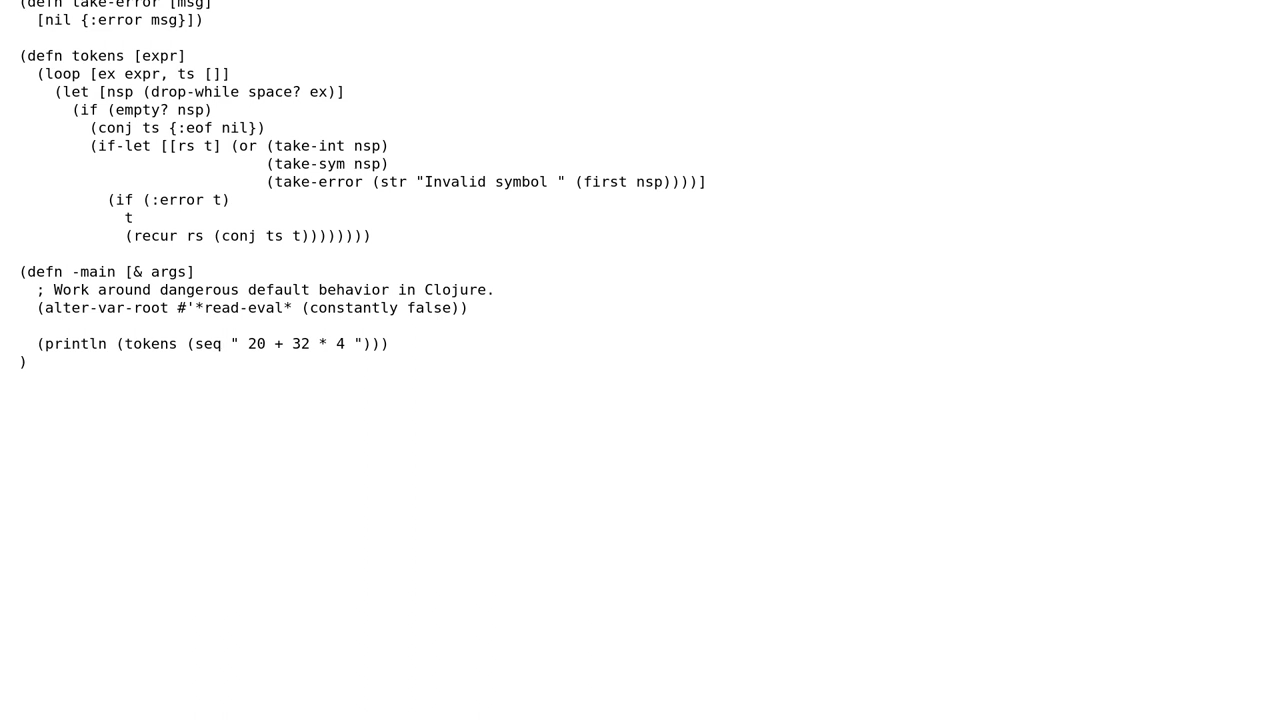 (defn take-error [msg]
  [nil {:error msg}])

(defn tokens [expr]
  (loop [ex expr, ts []]
    (let [nsp (drop-while space? ex)]
      (if (empty? nsp)
        (conj ts {:eof nil})
        (if-let [[rs t] (or (take-int nsp)
                            (take-sym nsp)
                            (take-error (str "Invalid symbol " (first nsp))))]
          (if (:error t)
            t
            (recur rs (conj ts t))))))))

(defn -main [& args]
  ; Work around dangerous default behavior in Clojure.
  (alter-var-root #'*read-eval* (constantly false))

  (println (tokens (seq " 20 + 32 * 4 ")))
)